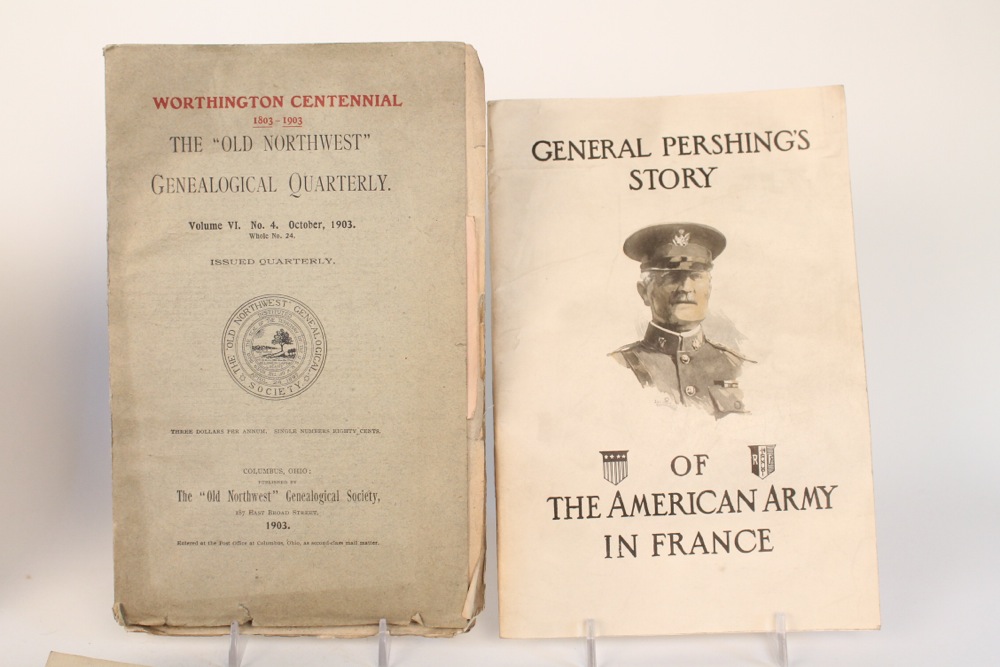 WORTHINGTON CENTENNIAL
1803-1903
THE "OLD NORTHWEST"
GENEALOGICAL QUARTERLY.
Volume VI. No. 4. October, 1903.
Whole No. 24.
ISSUED QUARTERLY.
THE "OLD NORTHWEST" GENEALOGICAL
SOCIETY.
THREE DOLLARS PER ANNUM, SINGLE NUMBERS EIGHTY CENTS.
COLUMBUS, OHIO:
PUBLISHED BY
The "Old Northwest" Genealogical Society,
187 EAST BROAD STREET,
1903.
Entered at the Post Office at Columbus, Ohio, as second-class mail matter.
GENERAL PERSHING'S
STORY
OF
THE AMERICAN ARMY
IN FRANCE